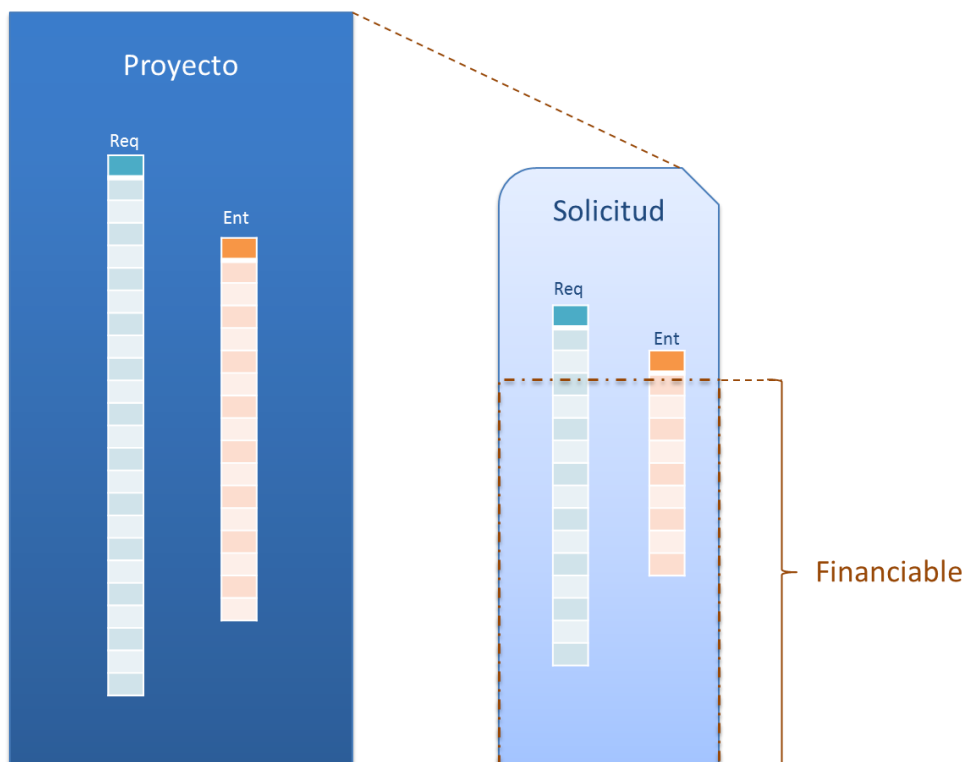 Proyecto
Req
Ent
Solicitud
Req
Ent
Financiable